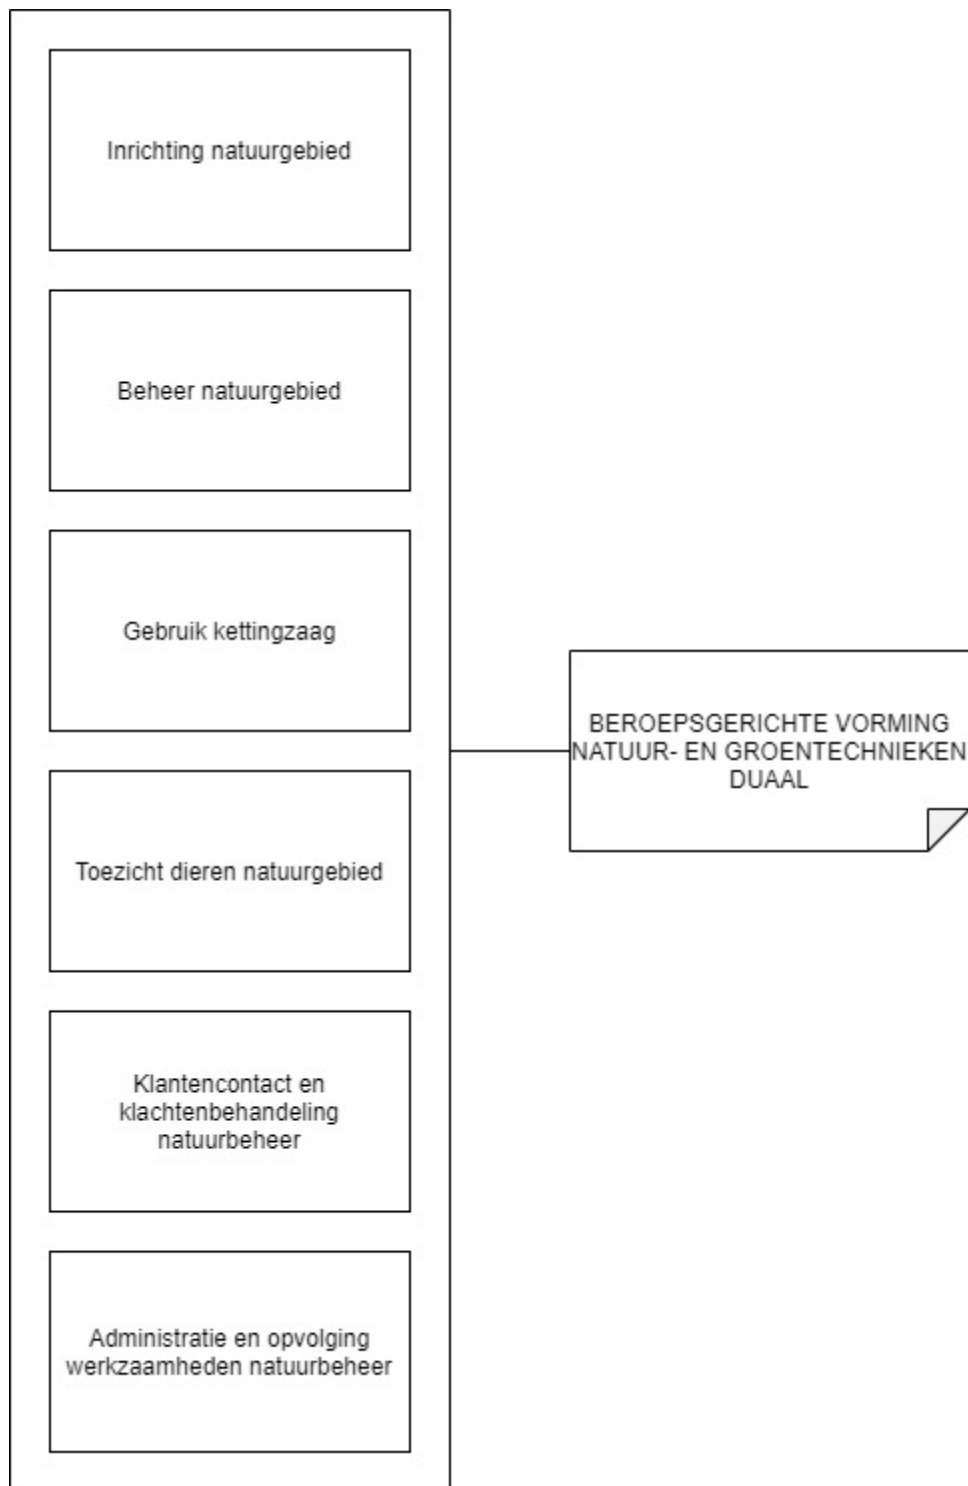 Inrichting natuurgebied
Beheer natuurgebied
Gebruik kettingzaag
BEROEPSGERICHTE VORMING
NATUUR- EN GROENTECHNIEKEN
DUAAL
Toezicht dieren natuurgebied
Klantencontact en
klachtenbehandeling
natuurbeheer
Administratie en opvolging
werkzaamheden natuurbeheer